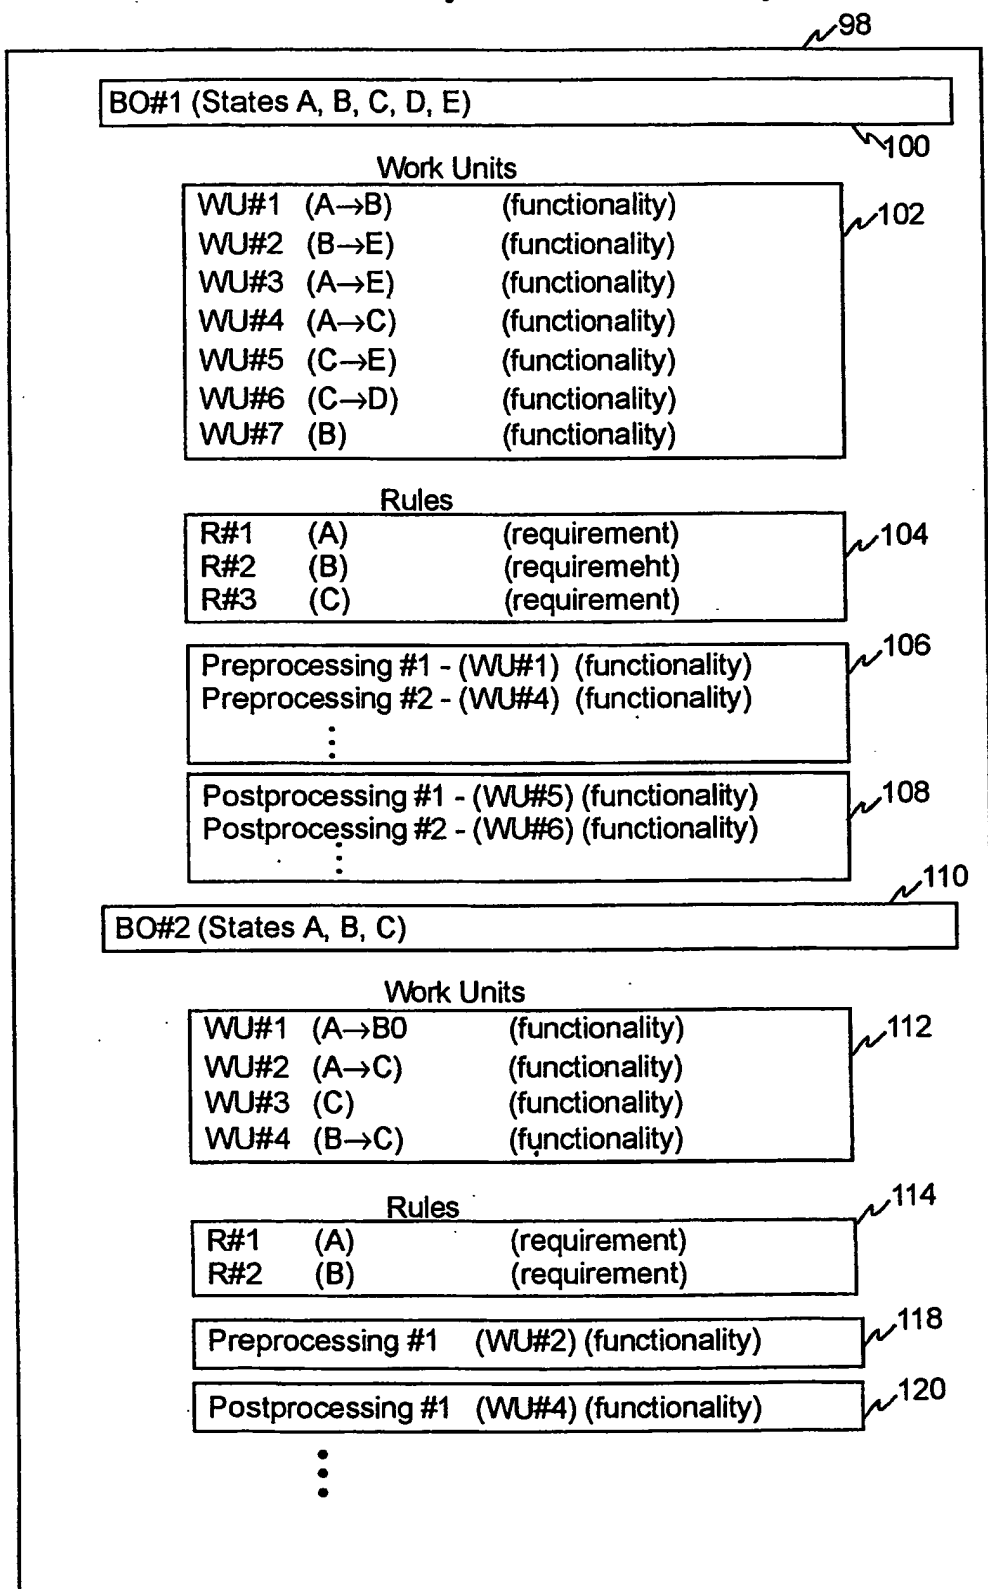 98
BO#1 (States A, B, C, D, E)
100
Work Units
102
WU#1 (A→B) (functionality)
WU#2 (B→E) (functionality)
WU#3 (A→E) (functionality)
WU#4 (A→C) (functionality)
WU#5 (C→E) (functionality)
WU#6 (C→D) (functionality)
WU#7 (B) (functionality)
Rules
104
R#1 (A) (requirement)
R#2 (B) (requirement)
R#3 (C) (requirement)
106
Preprocessing #1 - (WU#1) (functionality)
Preprocessing #2 - (WU#4) (functionality)
108
Postprocessing #1 - (WU#5) (functionality)
Postprocessing #2 - (WU#6) (functionality)
110
BO#2 (States A, B, C)
Work Units
112
WU#1 (A→B0 (functionality)
WU#2 (A→C) (functionality)
WU#3 (C) (functionality)
WU#4 (B→C) (functionality)
Rules
114
R#1 (A) (requirement)
R#2 (B) (requirement)
118
Preprocessing #1 (WU#2) (functionality)
120
Postprocessing #1 (WU#4) (functionality)